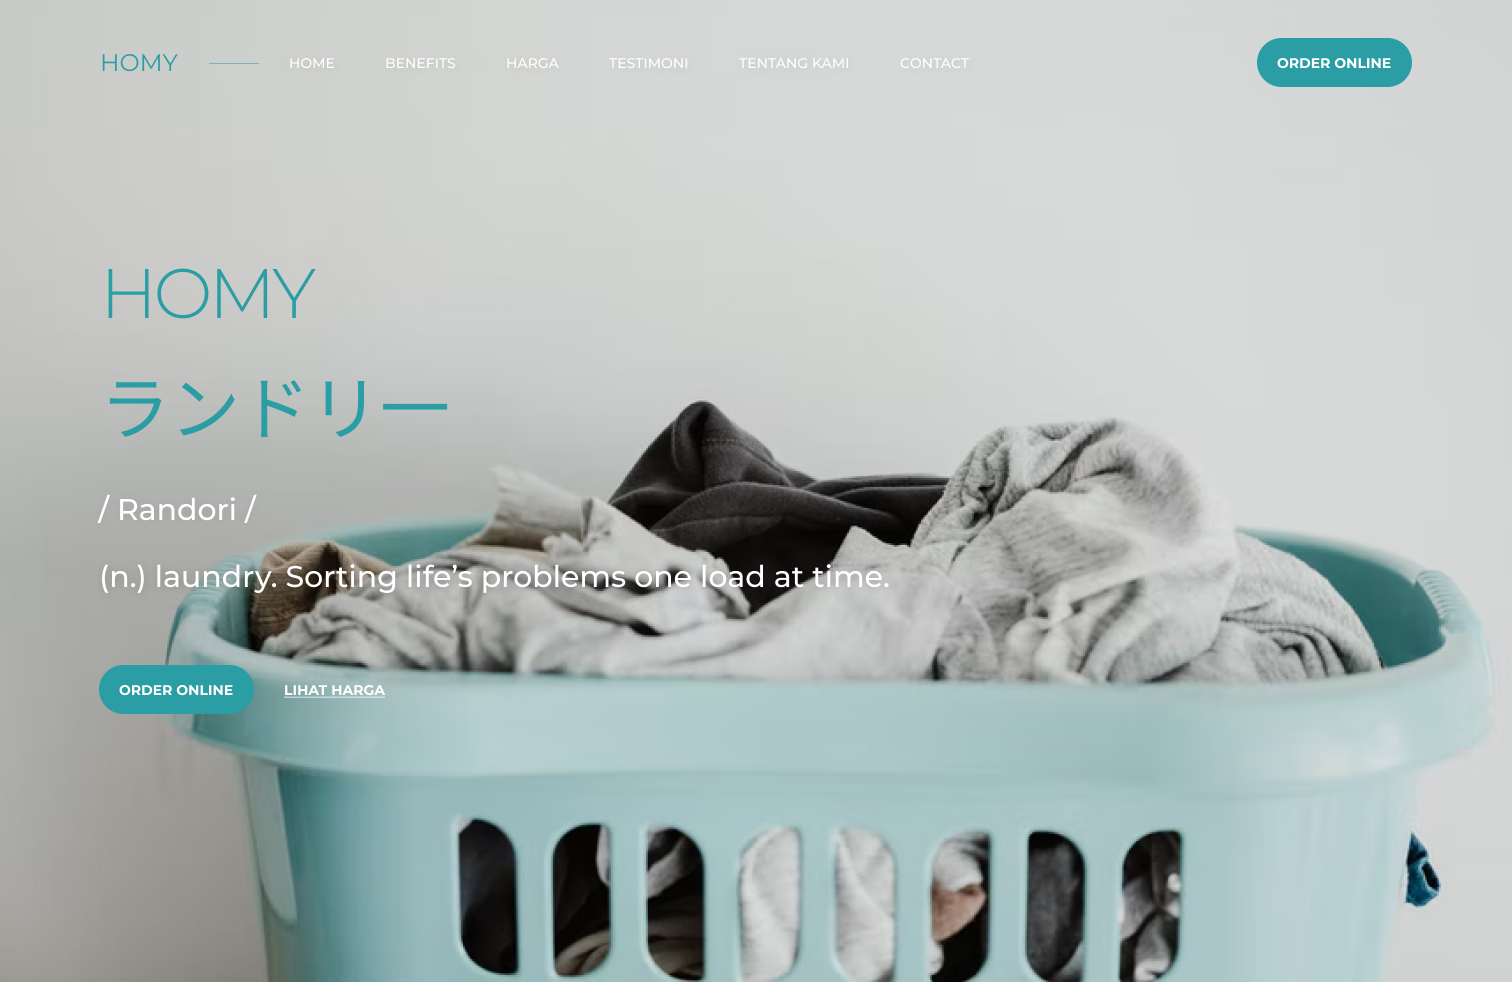 HOMY
HOME BENEFITS HARGA TESTIMONI TENTANG KAMI CONTACT
ORDER ONLINE
HOMY
ランドリー
/ Randori /
(n.) laundry. Sorting life’s problems one load at time.
ORDER ONLINE
LIHAT HARGA